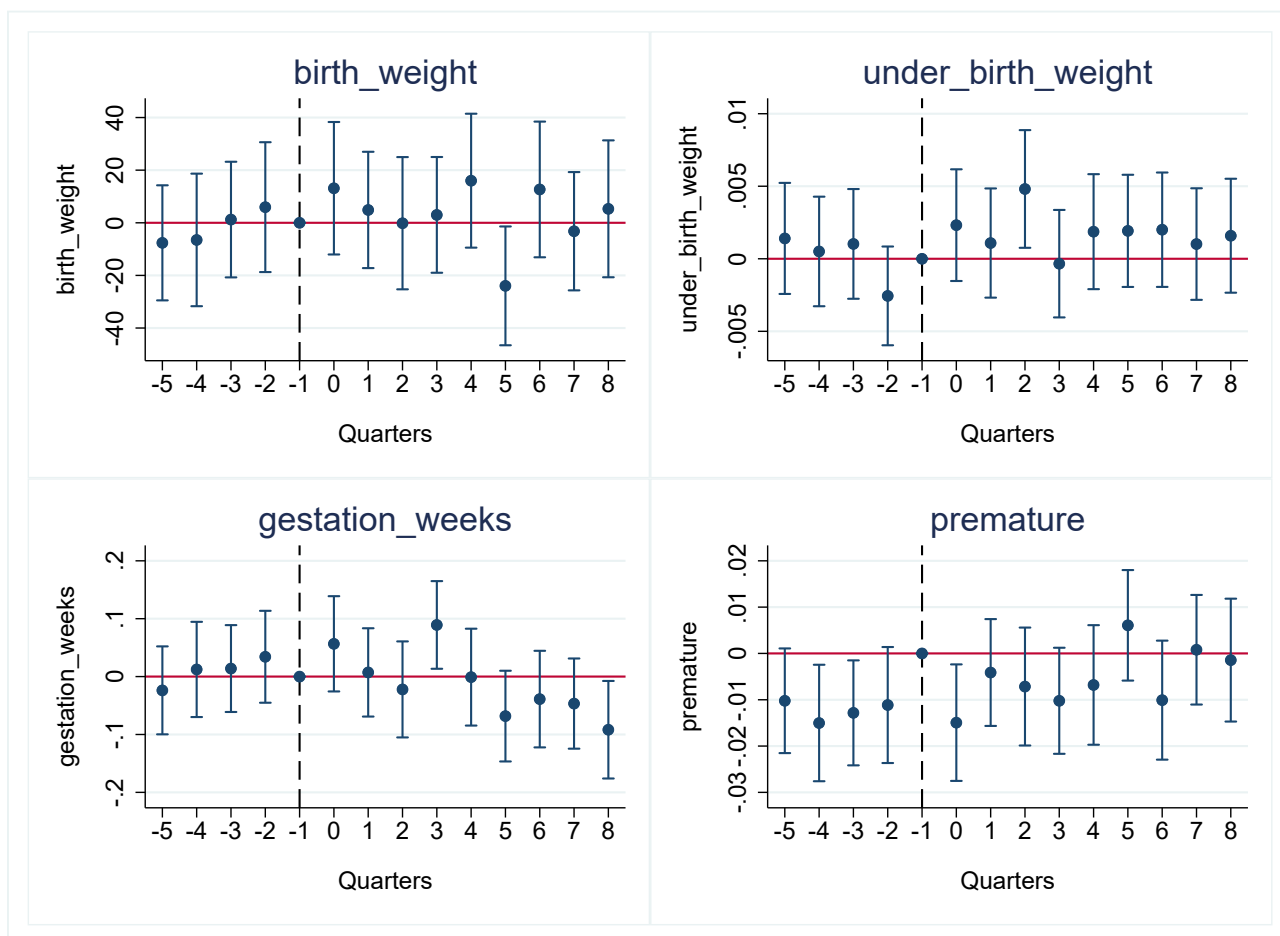 birth_weight
birth_weight
40
20
0
-20
-40
-5 -4 -3 -2 -1 0 1 2 3 4 5 6 7 8
Quarters
under_birth_weight
under_birth_weight
.01
.005
0
-.005
-5 -4 -3 -2 -1 0 1 2 3 4 5 6 7 8
Quarters
gestation_weeks
gestation_weeks
.2
.1
0
-.1
-.2
-5 -4 -3 -2 -1 0 1 2 3 4 5 6 7 8
Quarters
premature
premature
.02
.01
0
-.01
-.02
-.03
-5 -4 -3 -2 -1 0 1 2 3 4 5 6 7 8
Quarters